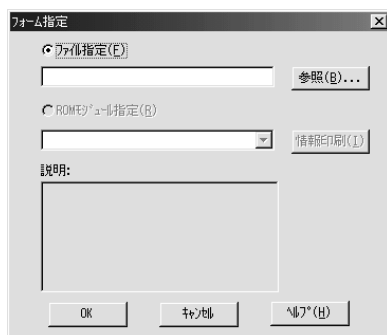 フォーム指定
ファイル指定(F)
参照(B)...
ROMモジュール指定(R)
情報印刷(I)
説明:
OK
キャンセル
ヘルプ(H)